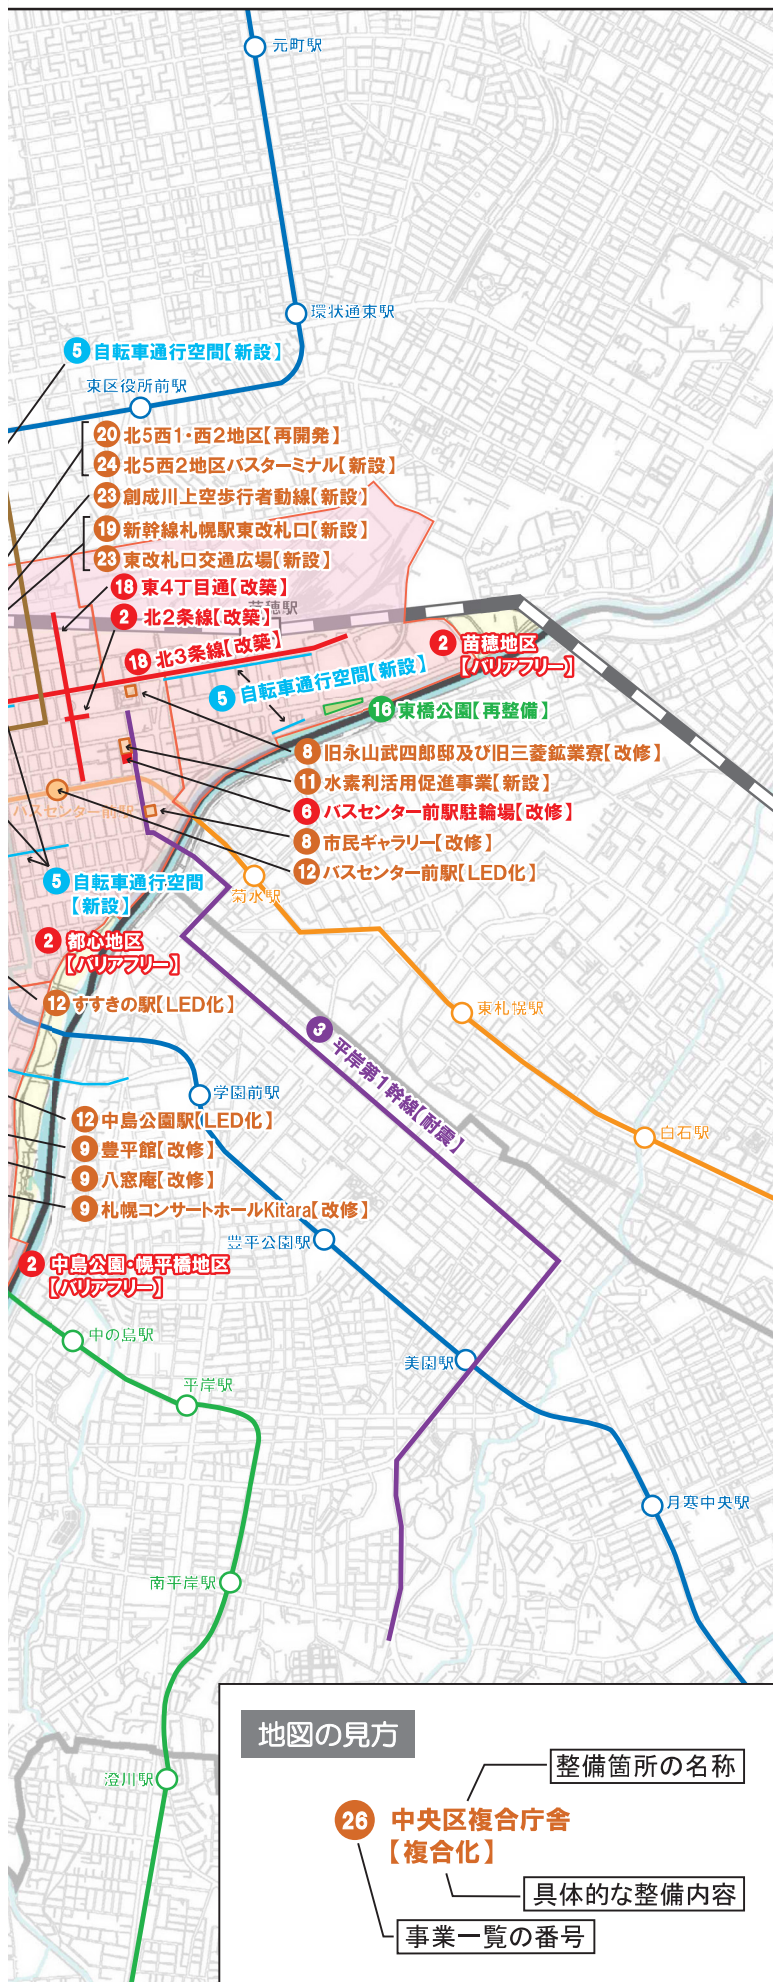 元町駅
環状通東駅
5 自転車通行空間【新設】
東区役所前駅
20 北5西1・西2地区【再開発】
24 北5西2地区バスターミナル【新設】
23 創成川上空歩行者動線【新設】
19 新幹線札幌駅東改札口【新設】
23 東改札口交通広場【新設】
18 東4丁目通【改築】
苗穂駅
2 北2条線【改築】
18 北3条線【改築】
2 苗穂地区
【バリアフリー】
5 自転車通行空間【新設】
16 東橋公園【再整備】
8 旧永山武四郎邸及び旧三菱鉱業寮【改修】
11 水素利活用促進事業【新設】
バスセンター前駅
6 バスセンター前駅駐輪場【改修】
8 市民ギャラリー【改修】
12 バスセンター前駅【LED化】
5 自転車通行空間
【新設】
菊水駅
2 都心地区
【バリアフリー】
12 すすきの駅【LED化】
東札幌駅
3 平岸第1幹線【耐震】
学園前駅
12 中島公園駅【LED化】
白石駅
9 豊平館【改修】
9 八窓庵【改修】
9 札幌コンサートホールKitara【改修】
豊平公園駅
2 中島公園・幌平橋地区
【バリアフリー】
中の島駅
美園駅
平岸駅
月寒中央駅
南平岸駅
地図の見方
整備箇所の名称
澄川駅
26 中央区複合庁舎
【複合化】
具体的な整備内容
事業一覧の番号